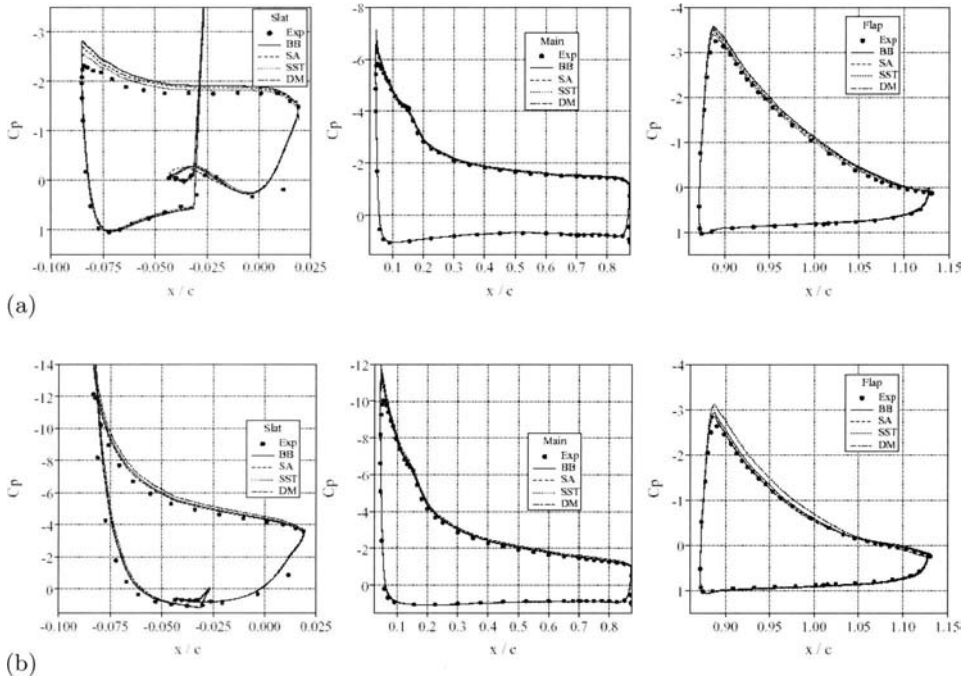 -3
-2
-1
0
1
Cp
Slat
Exp
BB
SA
SST
DM
-0.100 -0.075 -0.050 -0.025 0.000 0.025
x / c
-8
-6
-4
-2
0
Cp
Main
Exp
BB
SA
SST
DM
0.1 0.2 0.3 0.4 0.5 0.6 0.7 0.8
x / c
-4
-3
-2
-1
0
1
Cp
Flap
Exp
BB
SA
SST
DM
0.90 0.95 1.00 1.05 1.10 1.15
x / c
(a)
-14
-12
-10
-8
-6
-4
-2
0
Cp
Slat
Exp
BB
SA
SST
DM
-0.100 -0.075 -0.050 -0.025 0.000 0.025
x / c
-12
-10
-8
-6
-4
-2
0
Cp
Main
Exp
BB
SA
SST
DM
0.1 0.2 0.3 0.4 0.5 0.6 0.7 0.8
x / c
-4
-3
-2
-1
0
1
Cp
Flap
Exp
BB
SA
SST
DM
0.90 0.95 1.00 1.05 1.10 1.15
x / c
(b)